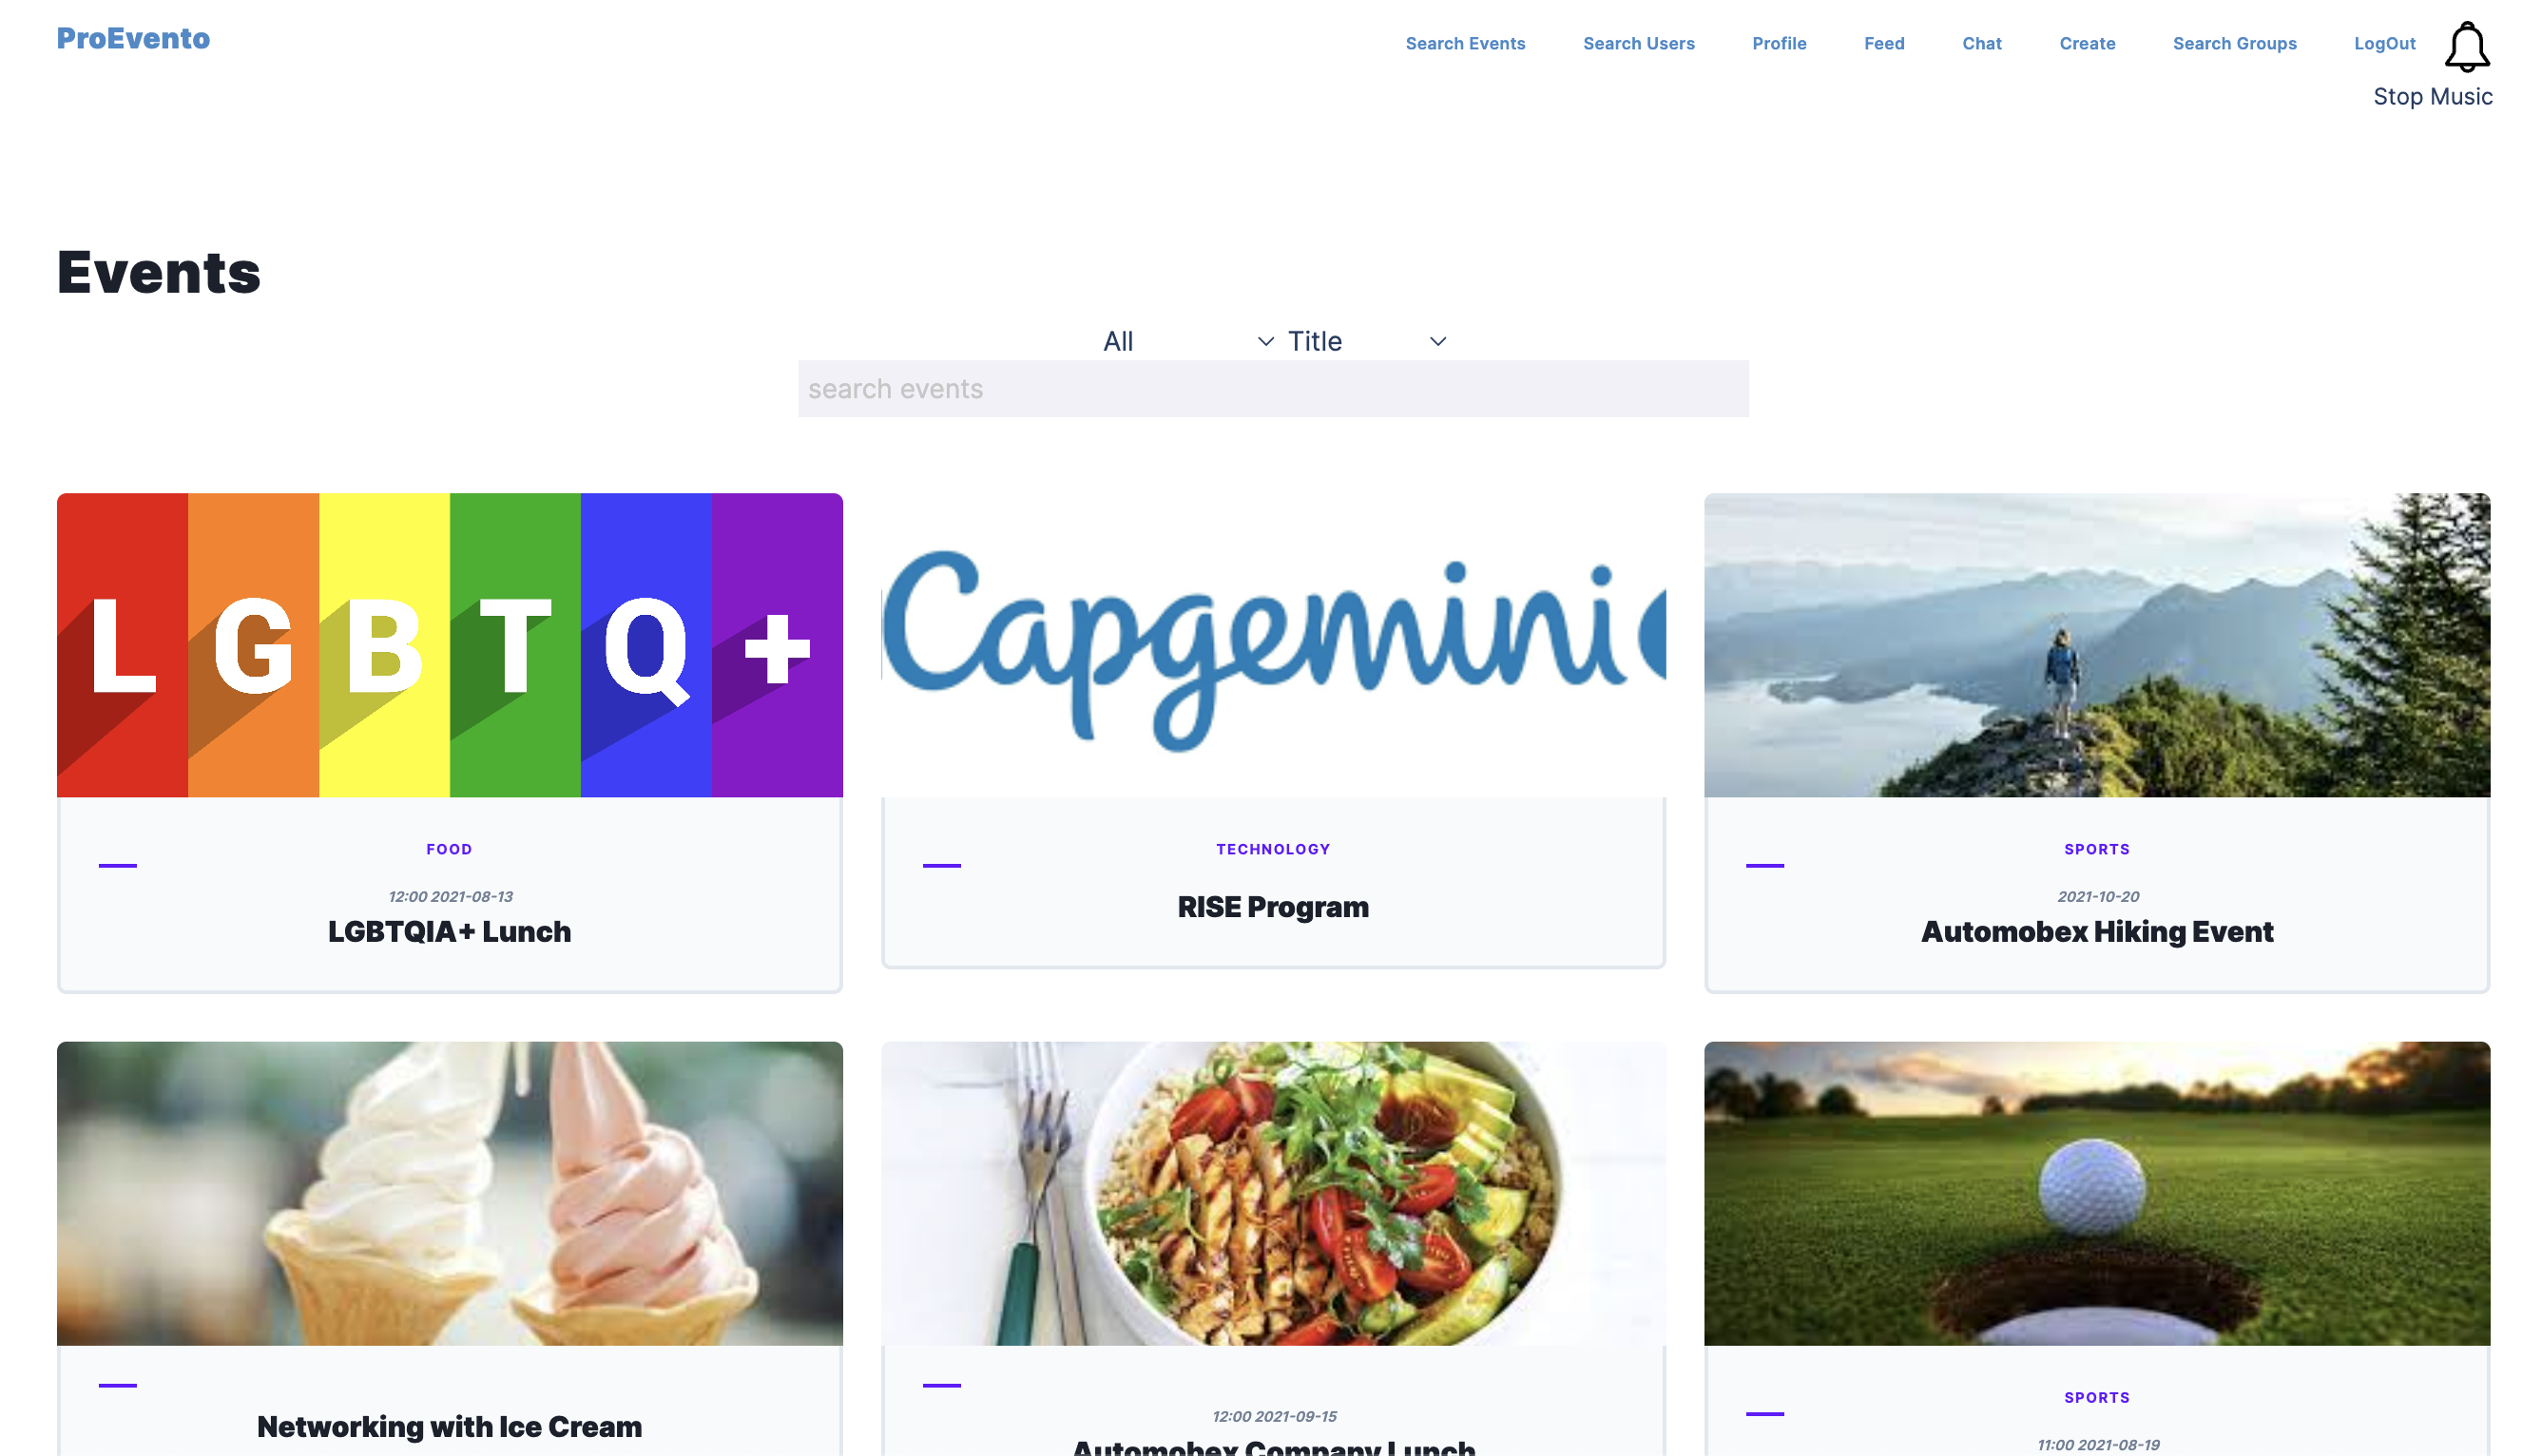 ProEvento
Search Events
Search Users
Profile
Feed
Chat
Create
Search Groups
LogOut
Stop Music
Events
All
Title
search events
LGBTQ+
Capgemini
FOOD
12:00 2021-08-13
LGBTQIA+ Lunch
TECHNOLOGY
RISE Program
SPORTS
2021-10-20
Automobex Hiking Event
Networking with Ice Cream
12:00 2021-09-15
Automobex Company Lunch
SPORTS
11:00 2021-08-19